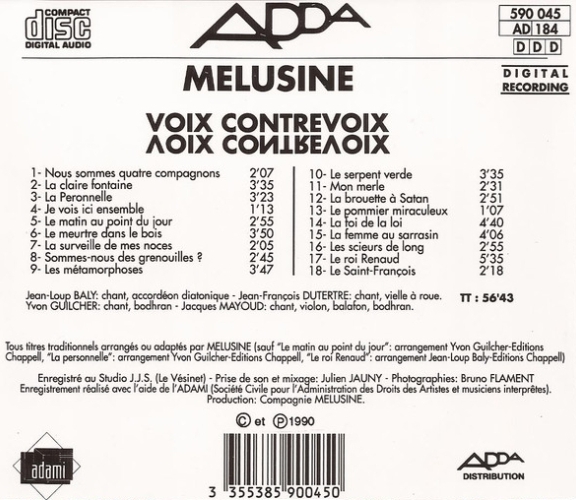 COMPACT
disc
DIGITAL AUDIO
ADDA
590 045
AD 184
D D D
DIGITAL
RECORDING
MELUSINE
VOIX CONTREVOIX
VOIX CONTREVOIX
1- Nous sommes quatre compagnons 2'07
2- La claire fontaine 3'35
3- La Peronnelle 3'23
4- Je vois ici ensemble 1'13
5- Le matin au point du jour 2'55
6- Le meurtre dans le bois 3'50
7- La surveille de mes noces 2'05
8- Sommes-nous des grenouilles ? 2'45
9- Les métamorphoses 3'47
10- Le serpent verde 3'35
11- Mon merle 2'31
12- La brouette à Satan 2'51
13- Le pommier miraculeux 1'07
14- La foi de la loi 4'40
15- La femme au sarrasin 4'06
16- Les scieurs de long 2'55
17- Le roi Renaud 5'35
18- Le Saint-François 2'18
Jean-Loup BALY: chant, accordéon diatonique - Jean-François DUTERTRE: chant, vielle à roue.
Yvon GUILCHER: chant, bodhran - Jacques MAYOUD: chant, violon, balafon, bodhran.
TT : 56'43
Tous titres traditionnels arrangés ou adaptés par MELUSINE (sauf "Le matin au point du jour": arrangement Yvon Guilcher-Editions
Chappell, "La personnelle": arrangement Yvon Guilcher-Editions Chappell, "Le roi Renaud": arrangement Jean-Loup Baly-Editions Chappell)
Enregistré au Studio J.J.S. (Le Vésinet) - Prise de son et mixage: Julien JAUNY - Photographies: Bruno FLAMENT
Enregistrement réalisé avec l'aide de l'ADAMI (Société Civile pour l'Administration des Droits des Artistes et musiciens interprètes).
Production: Compagnie MELUSINE.
© et ℗ 1990
adami
3 355385 900450
ADDA
DISTRIBUTION